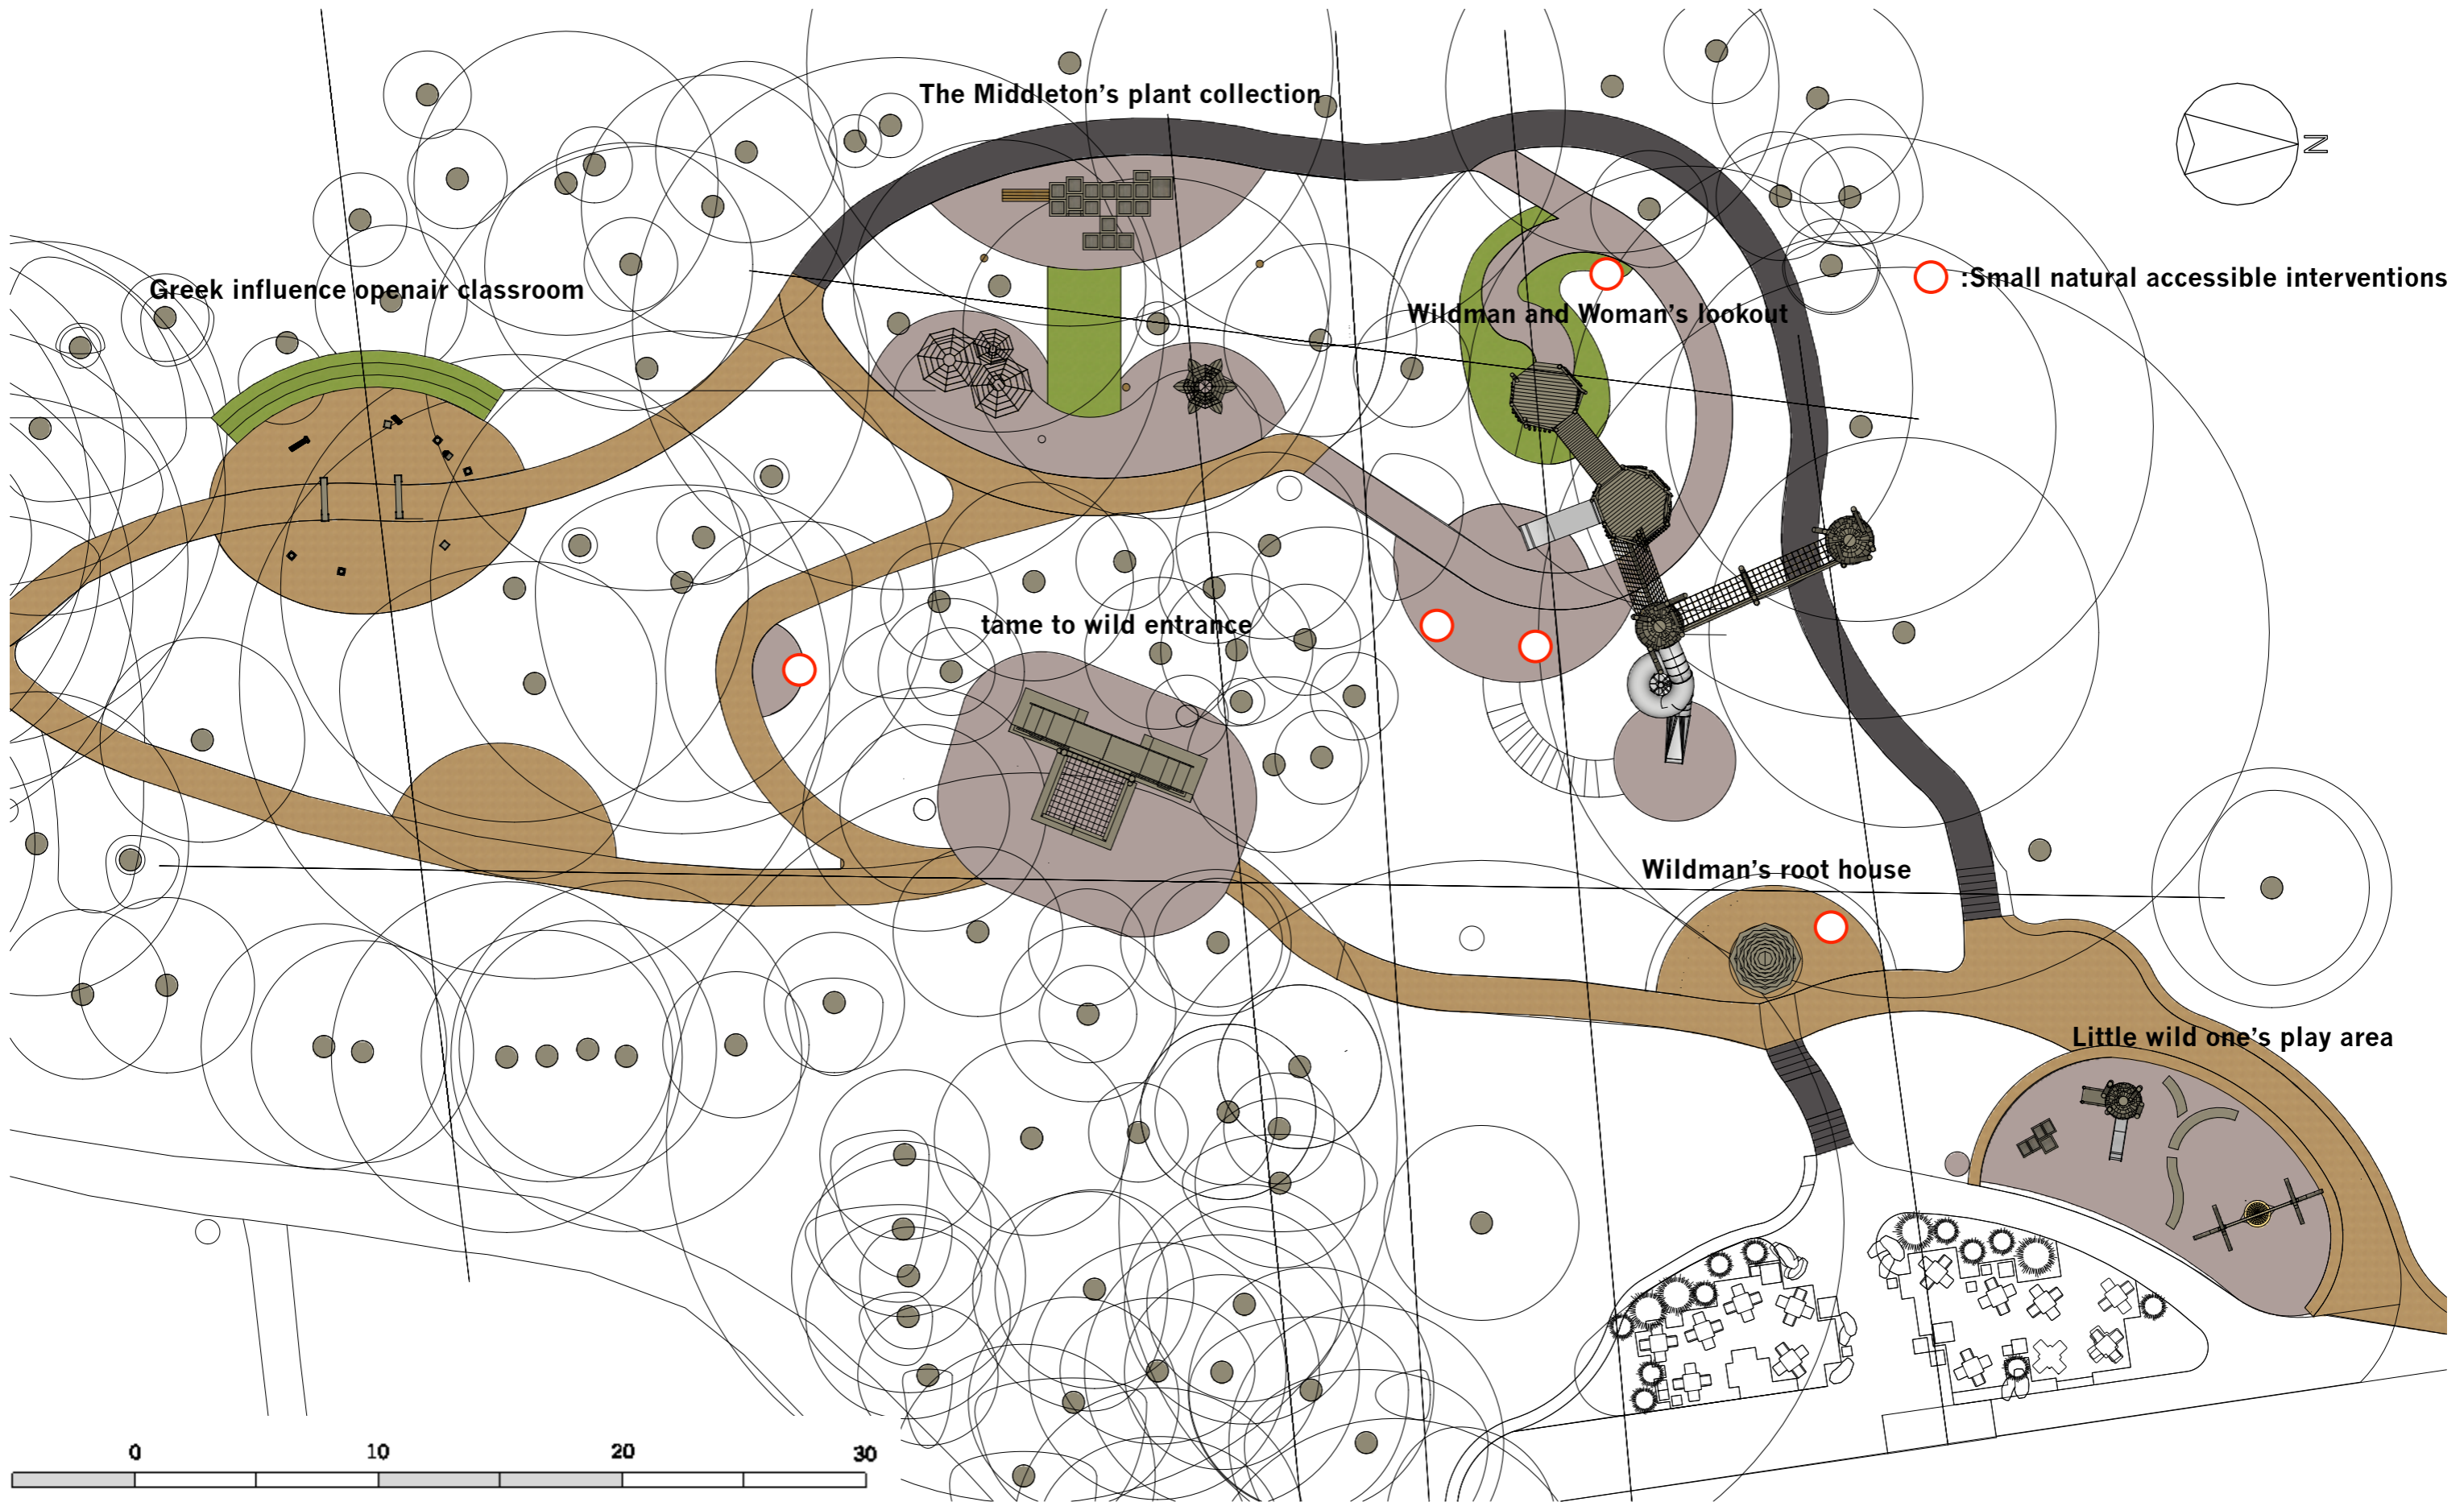 The Middleton's plant collection
N
Greek influence openair classroom
:Small natural accessible interventions
Wildman and Woman's lookout
tame to wild entrance
Wildman's root house
Little wild one's play area
0 10 20 30